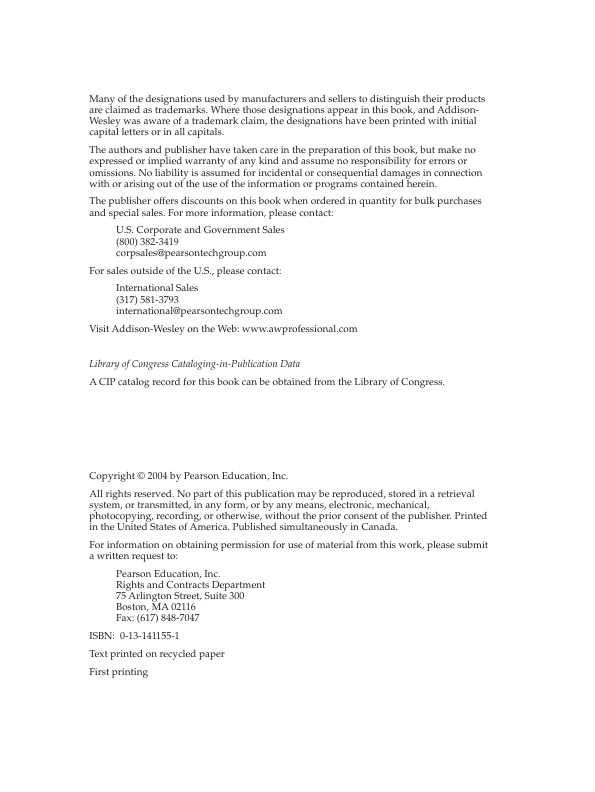 Many of the designations used by manufacturers and sellers to distinguish their products
are claimed as trademarks. Where those designations appear in this book, and Addison-
Wesley was aware of a trademark claim, the designations have been printed with initial
capital letters or in all capitals.
The authors and publisher have taken care in the preparation of this book, but make no
expressed or implied warranty of any kind and assume no responsibility for errors or
omissions. No liability is assumed for incidental or consequential damages in connection
with or arising out of the use of the information or programs contained herein.
The publisher offers discounts on this book when ordered in quantity for bulk purchases
and special sales. For more information, please contact:
U.S. Corporate and Government Sales
(800) 382-3419
corpsales@pearsontechgroup.com
For sales outside of the U.S., please contact:
International Sales
(317) 581-3793
international@pearsontechgroup.com
Visit Addison-Wesley on the Web: www.awprofessional.com
Library of Congress Cataloging-in-Publication Data
A CIP catalog record for this book can be obtained from the Library of Congress.
Copyright © 2004 by Pearson Education, Inc.
All rights reserved. No part of this publication may be reproduced, stored in a retrieval
system, or transmitted, in any form, or by any means, electronic, mechanical,
photocopying, recording, or otherwise, without the prior consent of the publisher. Printed
in the United States of America. Published simultaneously in Canada.
For information on obtaining permission for use of material from this work, please submit
a written request to:
Pearson Education, Inc.
Rights and Contracts Department
75 Arlington Street, Suite 300
Boston, MA 02116
Fax: (617) 848-7047
ISBN:  0-13-141155-1
Text printed on recycled paper
First printing